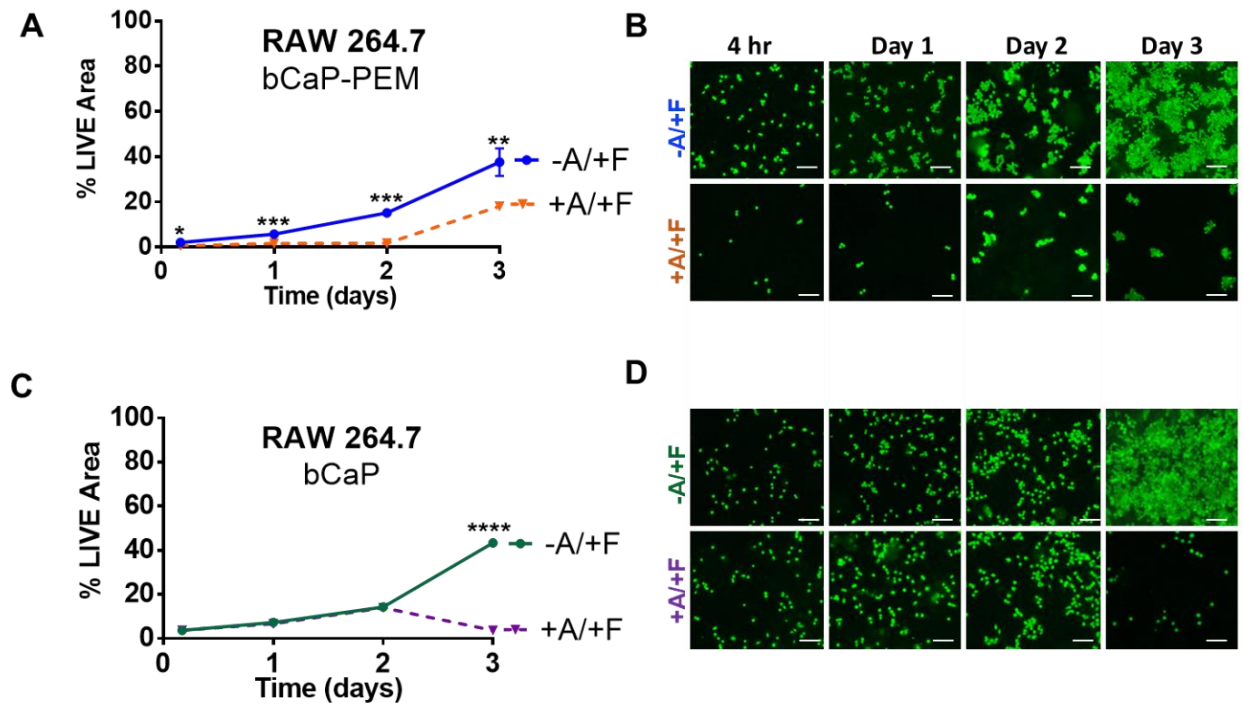 A
100
80
60
40
20
0
% LIVE Area
RAW 264.7
bCaP-PEM
*
***
***
**
-A/+F
+A/+F
0
1
2
3
Time (days)
B
4 hr
Day 1
Day 2
Day 3
-A/+F
+A/+F
C
100
80
60
40
20
0
% LIVE Area
RAW 264.7
bCaP
****
-A/+F
+A/+F
0
1
2
3
Time (days)
D
-A/+F
+A/+F